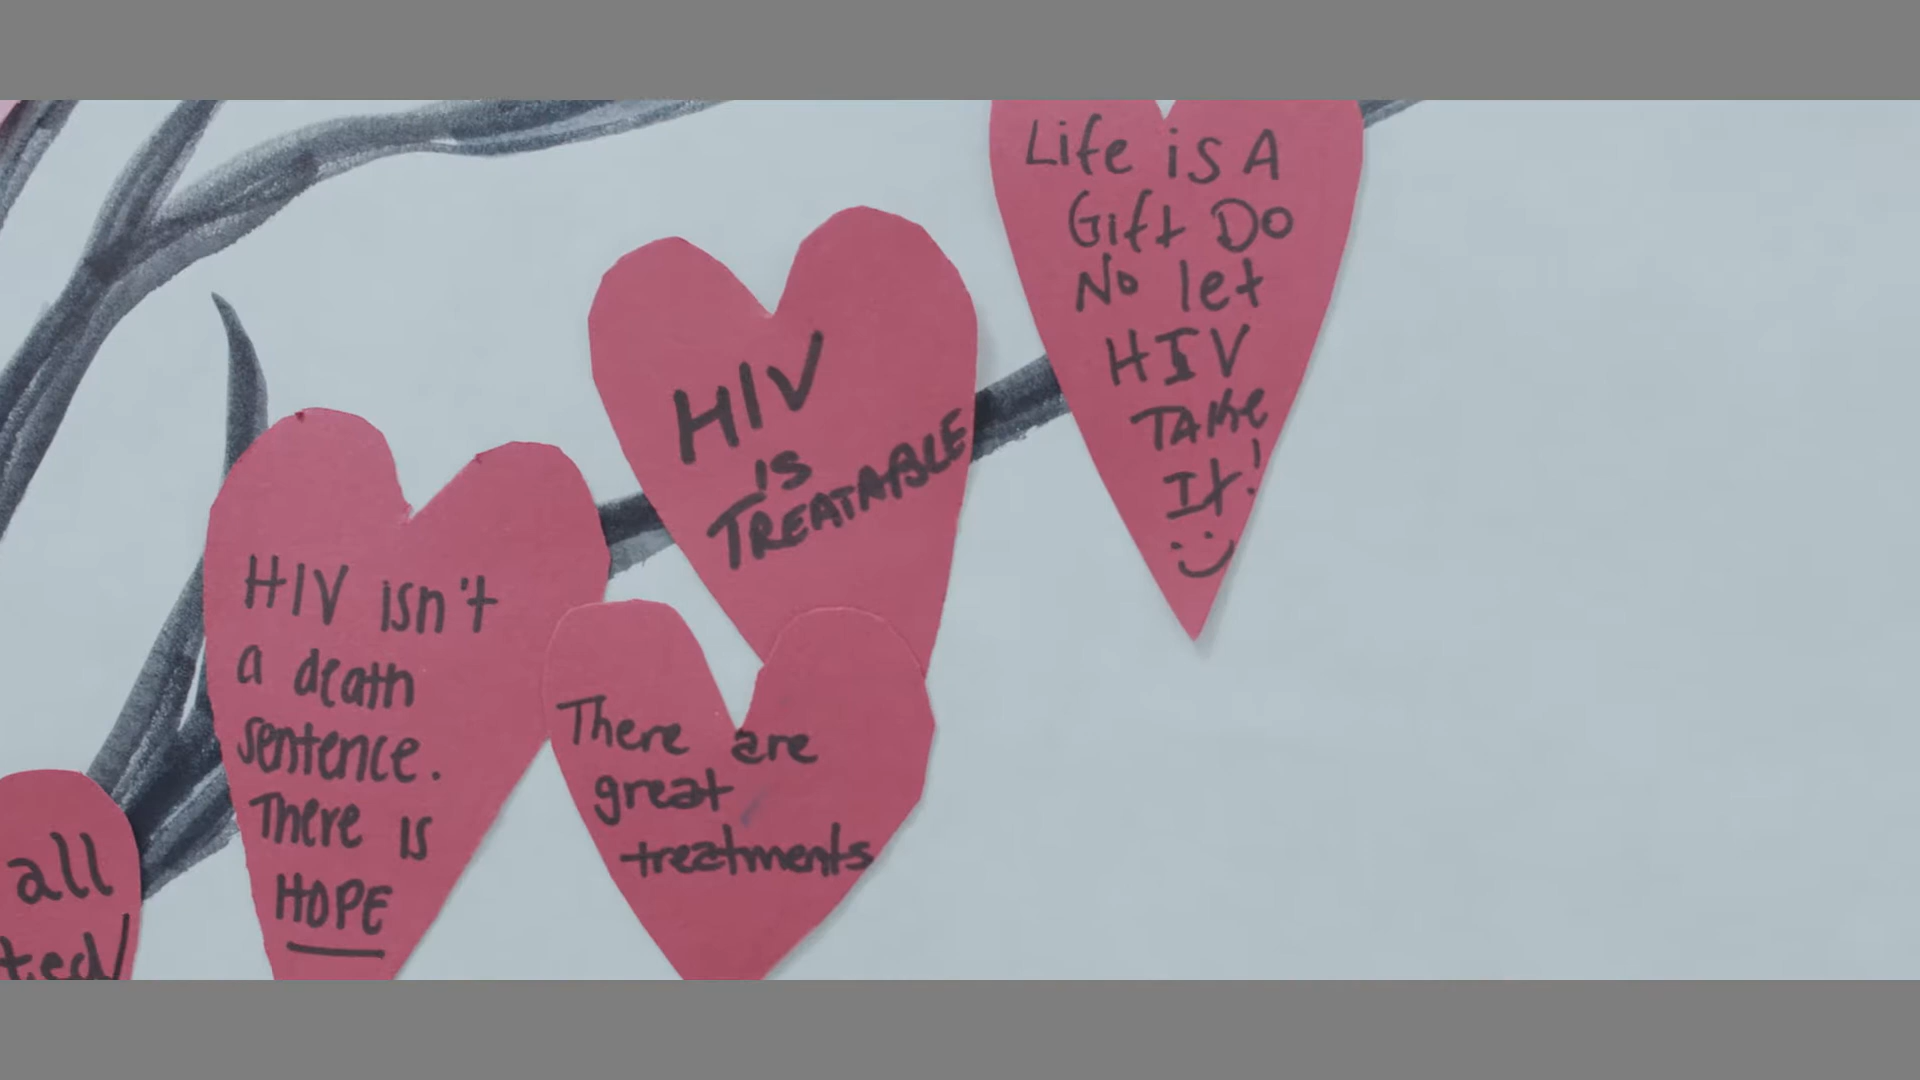 Life is A
Gift Do
No let
HIV
TAKe
It!
HIV
IS
TREATABLE
HIV isn't
a death
sentence.
There is
HOPE
There are
great
treatments
all